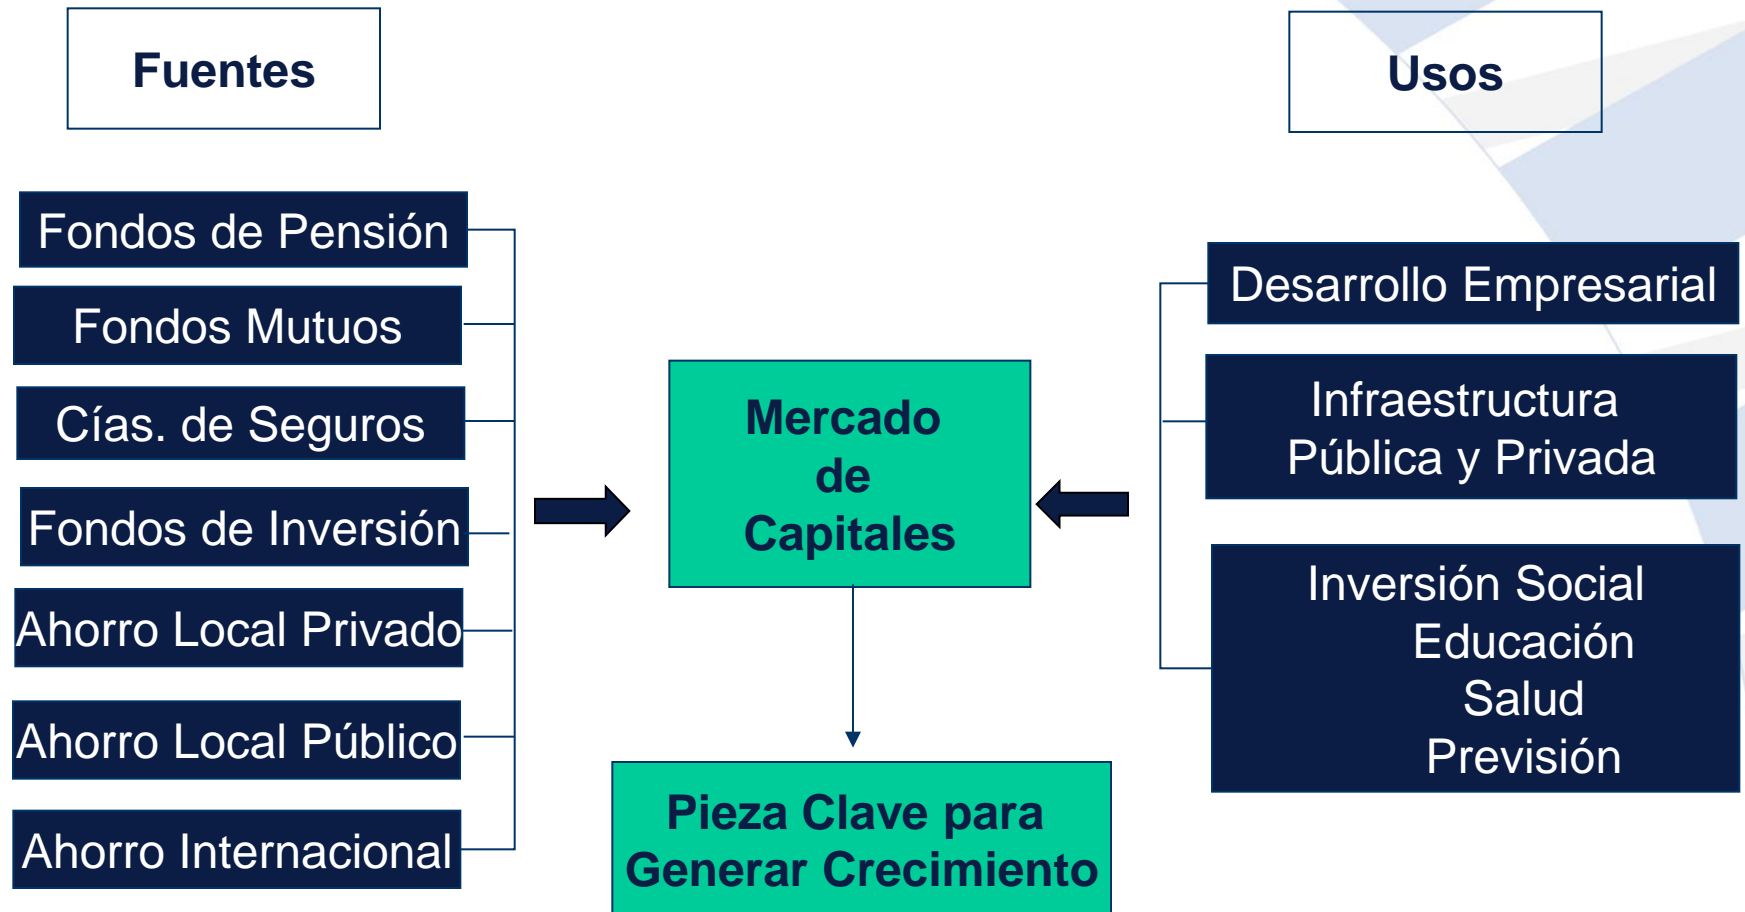 Fuentes
Usos
Fondos de Pensión
Fondos Mutuos
Cías. de Seguros
Fondos de Inversión
Ahorro Local Privado
Ahorro Local Público
Ahorro Internacional
Mercado
de
Capitales
Pieza Clave para
Generar Crecimiento
Desarrollo Empresarial
Infraestructura
Pública y Privada
Inversión Social
Educación
Salud
Previsión